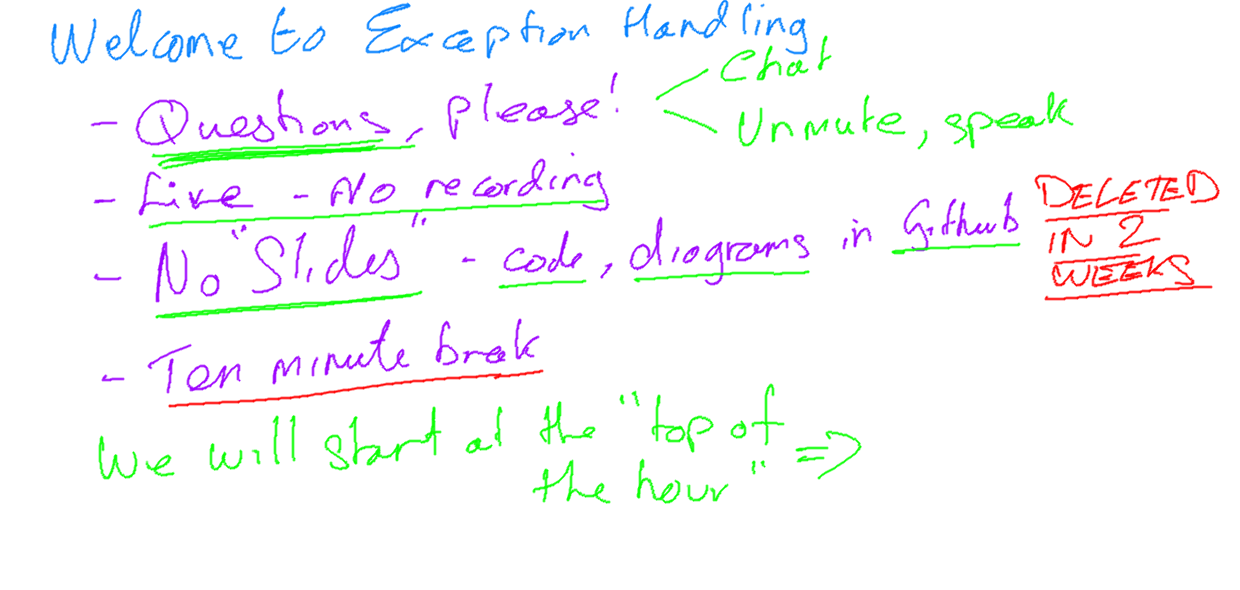 Welcome to Exception Handling
- Questions, please!
Chat
Unmute, speak
- Live - No recording
- No "Slides" - code, diagrams in Github
DELETED
IN 2
WEEKS
- Ten minute break
We will start at the "top of
the hour" =>